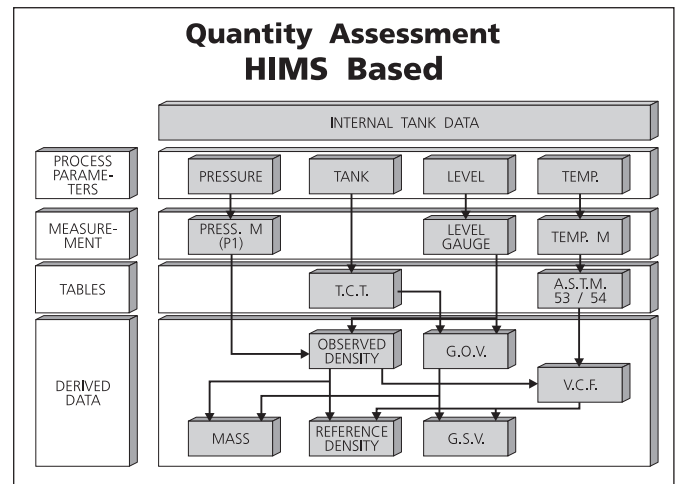 Quantity Assessment
HIMS Based
INTERNAL TANK DATA
PROCESS
PARAME-
TERS
PRESSURE
TANK
LEVEL
TEMP.
MEASURE-
MENT
PRESS. M
(P1)
LEVEL
GAUGE
TEMP. M
TABLES
T.C.T.
A.S.T.M.
53 / 54
DERIVED
DATA
OBSERVED
DENSITY
G.O.V.
V.C.F.
MASS
REFERENCE
DENSITY
G.S.V.